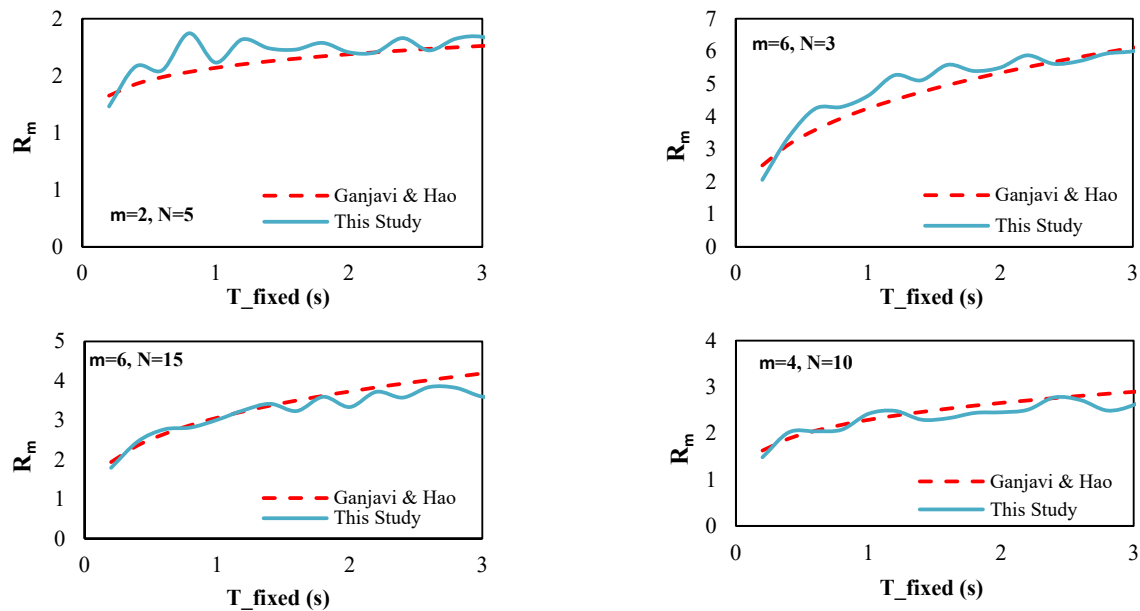 2
2
1
1
0
R_m
m=2, N=5
Ganjavi & Hao
This Study
0 1 2 3
T_fixed (s)
7
6
5
4
3
2
1
0
R_m
m=6, N=3
Ganjavi & Hao
This Study
0 1 2 3
T_fixed (s)
5
4
3
2
1
0
R_m
m=6, N=15
Ganjavi & Hao
This Study
0 1 2 3
T_fixed (s)
4
3
2
1
0
R_m
m=4, N=10
Ganjavi & Hao
This Study
0 1 2 3
T_fixed (s)